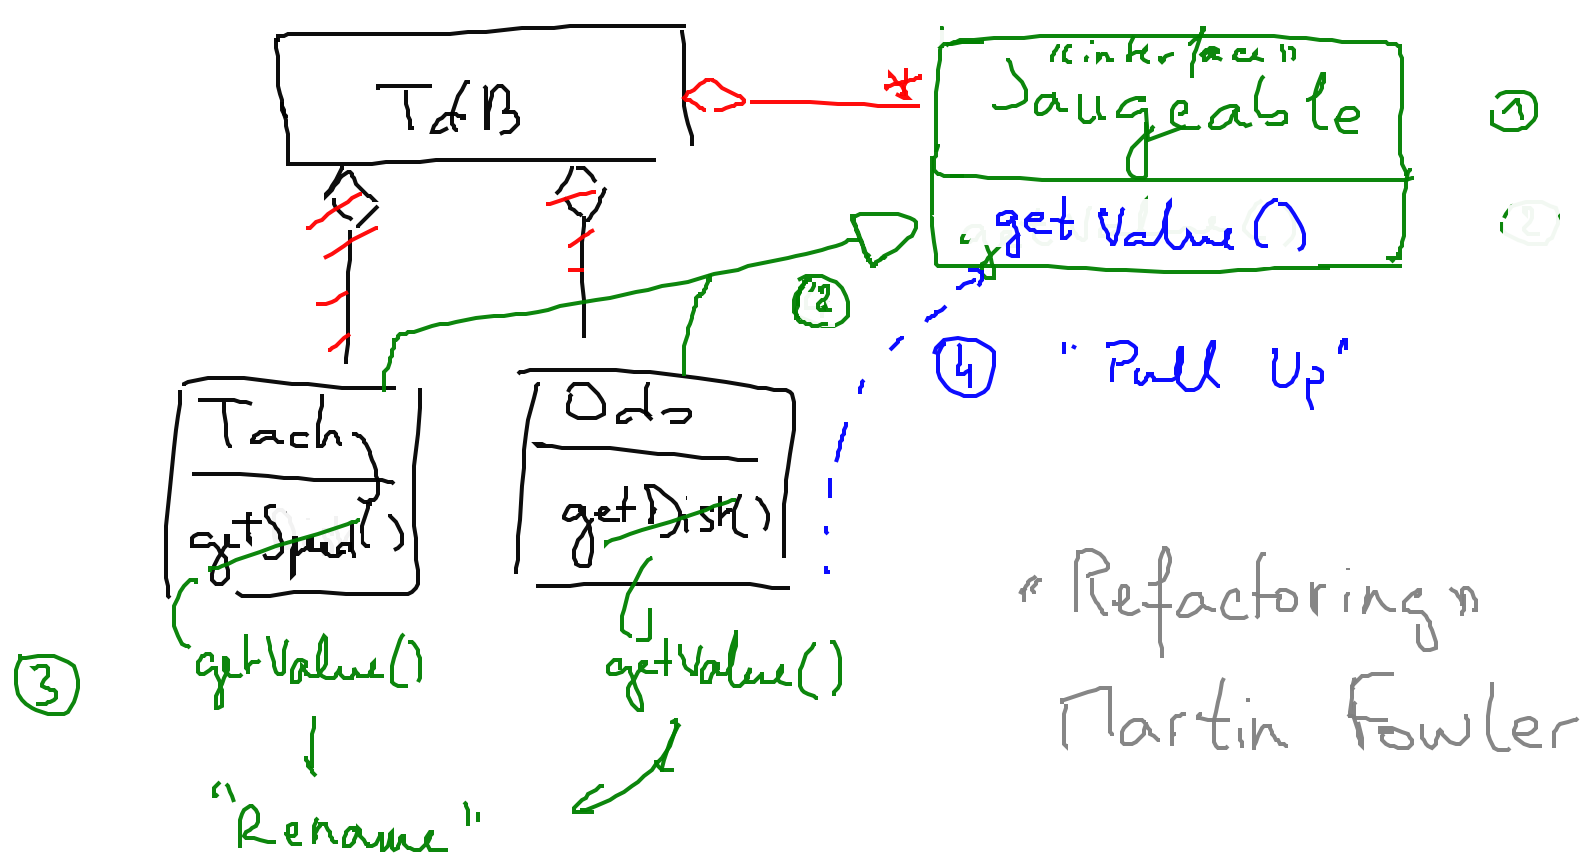 TdB
*
«interface»
Jaugeable
1
getValue()
2
2
4
"Pull Up"
Tacho
getSpeed()
Odo
getDist()
3
getValue()
getValue()
"Rename"
"Refactoring"
Martin Fowler